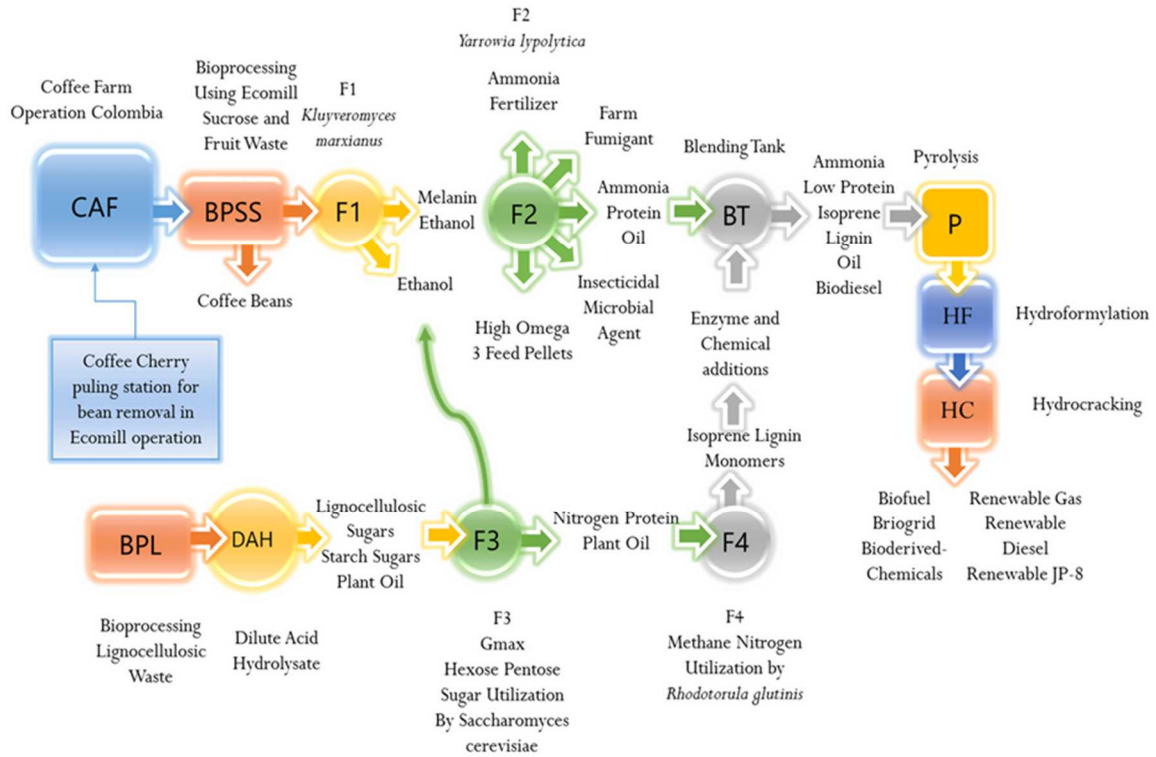 F2
Yarrowia lypolytica
Ammonia
Fertilizer
Coffee Farm
Operation Colombia
Bioprocessing
Using Ecomill
Sucrose and
Fruit Waste
F1
Kluyveromyces
marxianus
Farm
Fumigant
Blending Tank
Ammonia
Low Protein
Isoprene
Lignin
Oil
Biodiesel
Pyrolysis
CAF
BPSS
F1
Melanin
Ethanol
F2
Ammonia
Protein
Oil
BT
P
Coffee Beans
Ethanol
High Omega
3 Feed Pellets
Insecticidal
Microbial
Agent
Enzyme and
Chemical
additions
HF
Hydroformylation
Coffee Cherry
puling station for
bean removal in
Ecomill operation
HC
Hydrocracking
Isoprene Lignin
Monomers
BPL
DAH
Lignocellulosic
Sugars
Starch Sugars
Plant Oil
F3
Nitrogen Protein
Plant Oil
F4
Biofuel
Briogrid
Bioderived-
Chemicals
Renewable Gas
Renewable
Diesel
Renewable JP-8
Bioprocessing
Lignocellulosic
Waste
Dilute Acid
Hydrolysate
F3
Gmax
Hexose Pentose
Sugar Utilization
By Saccharomyces
cerevisiae
F4
Methane Nitrogen
Utilization by
Rhodotorula glutinis